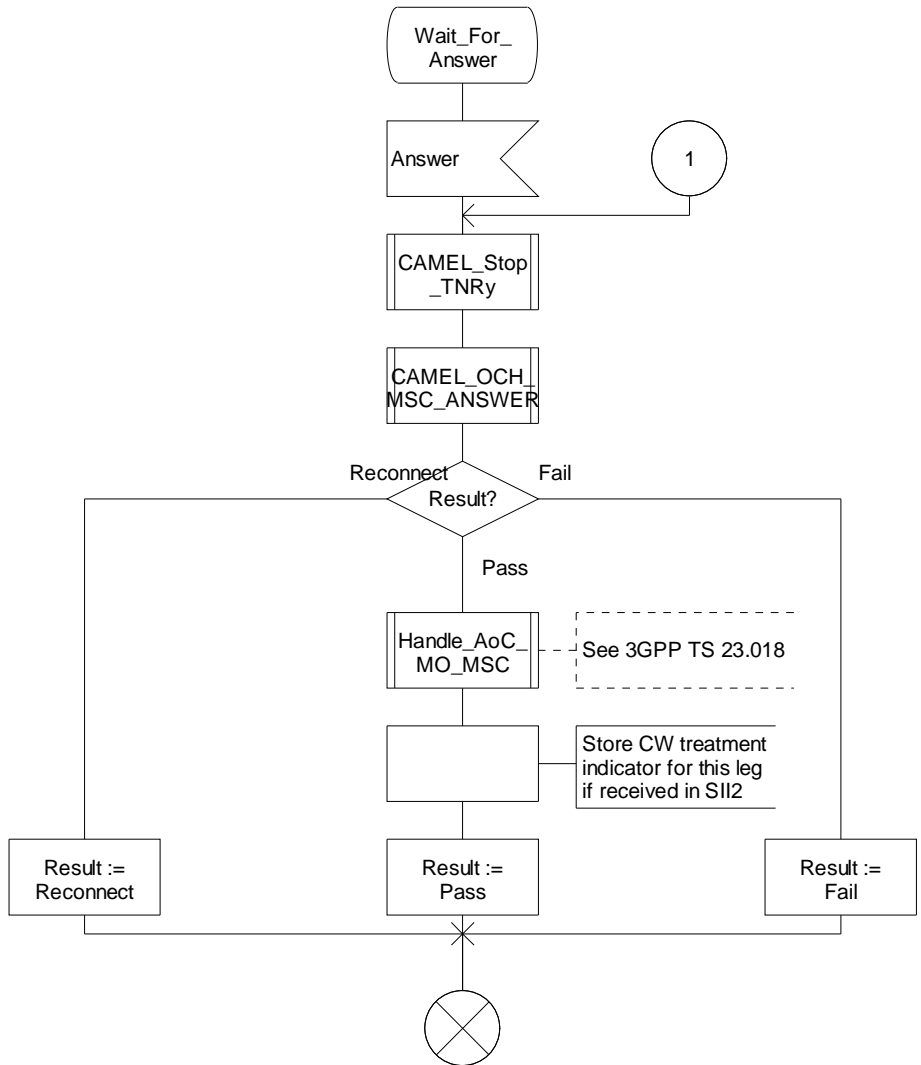 Wait_For_
Answer
Answer
1
CAMEL_Stop
_TNRy
CAMEL_OCH_
MSC_ANSWER
Reconnect
Result?
Fail
Pass
Handle_AoC_
MO_MSC
See 3GPP TS 23.018
Store CW treatment
indicator for this leg
if received in SII2
Result :=
Reconnect
Result :=
Pass
Result :=
Fail